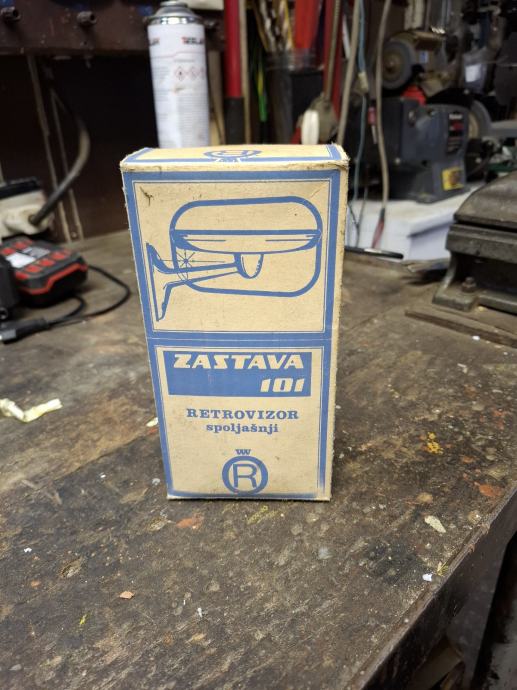 ZASTAVA
101
RETROVIZOR
spoljašnji
R